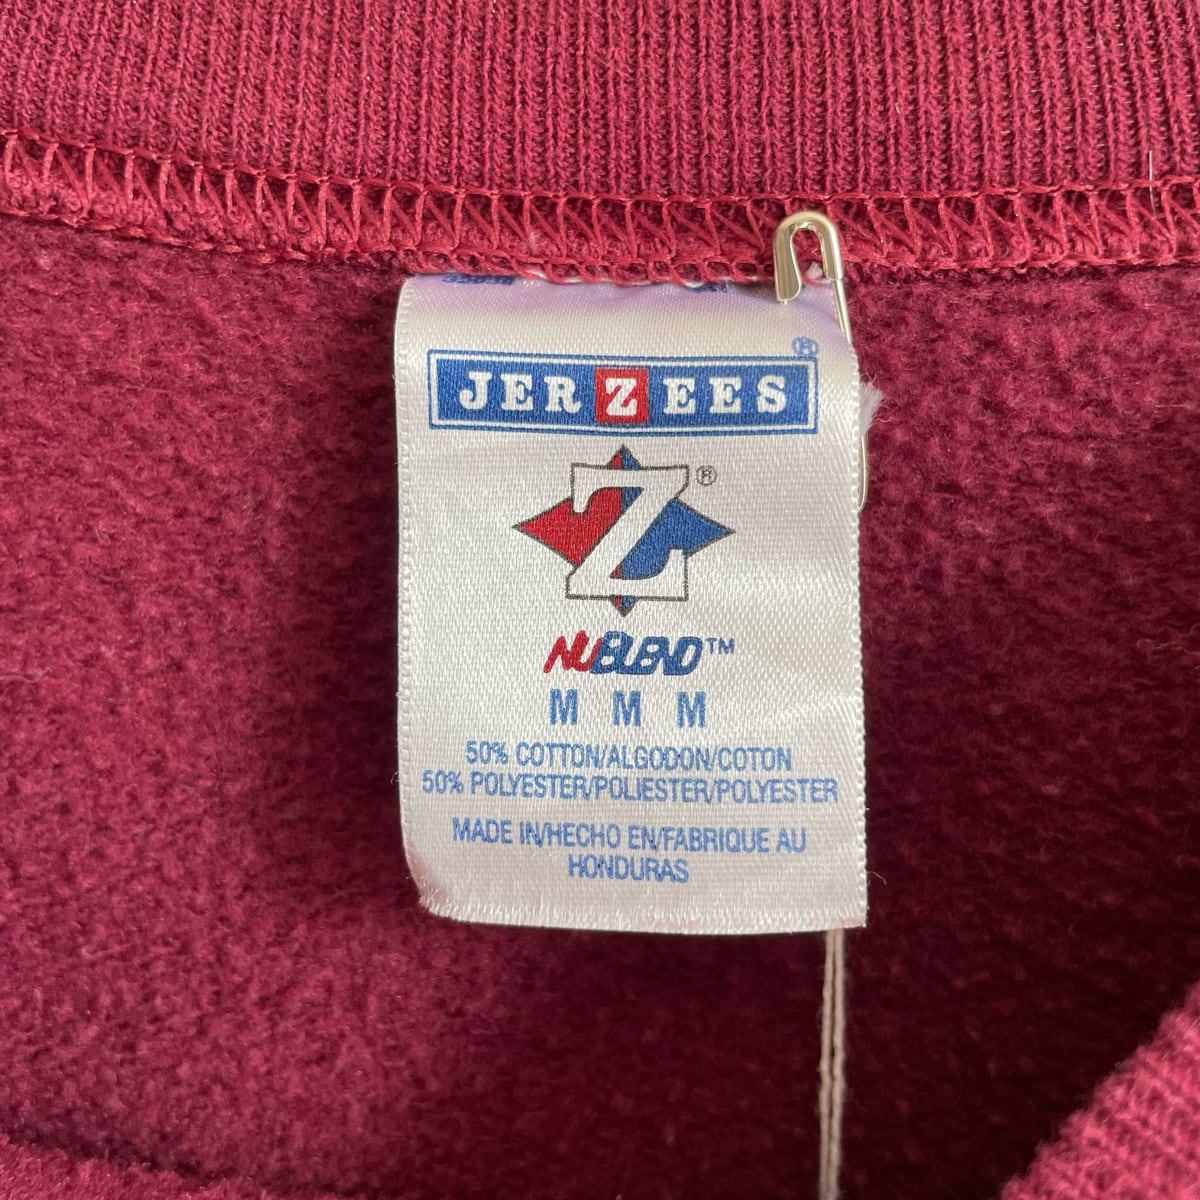 JERZEES®
Z®
NUBLEND™
M M M
50% COTTON/ALGODON/COTON
50% POLYESTER/POLIESTER/POLYESTER
MADE IN/HECHO EN/FABRIQUE AU
HONDURAS